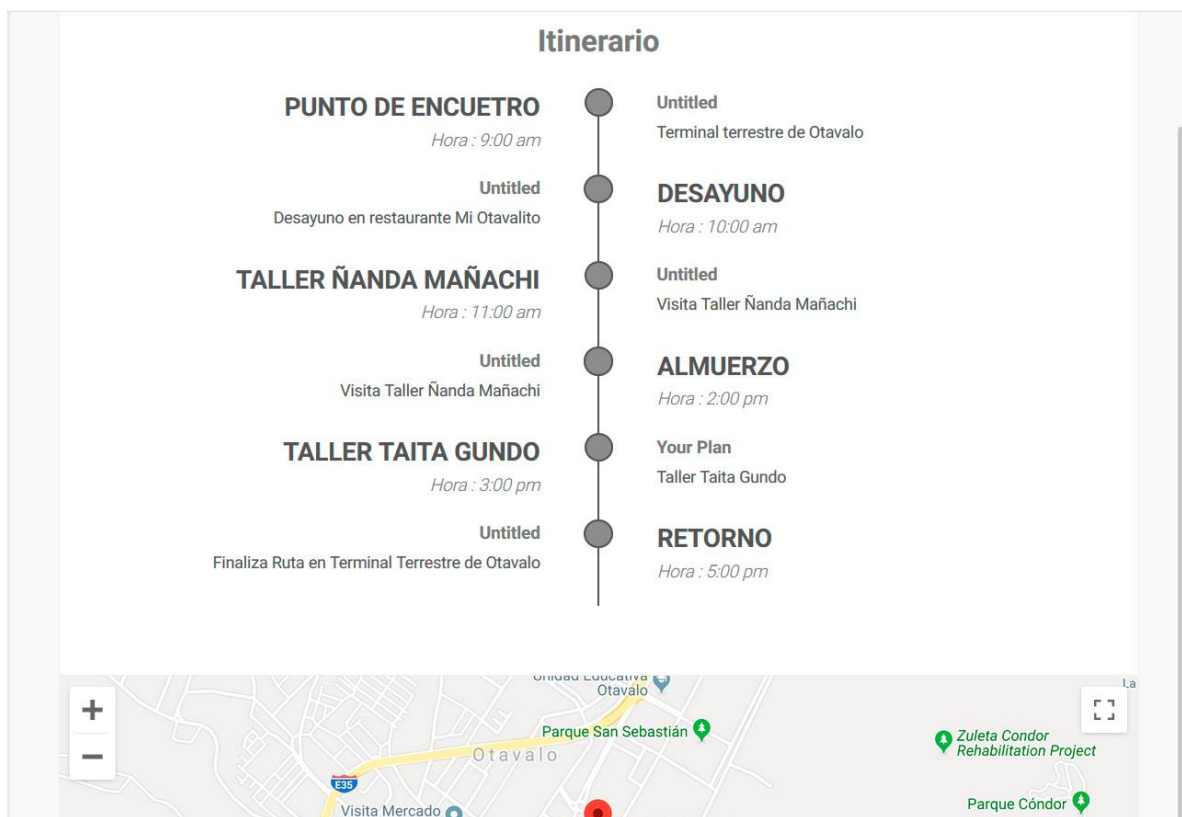 Itinerario
PUNTO DE ENCUETRO
Hora : 9:00 am
Untitled
Terminal terrestre de Otavalo
Untitled
Desayuno en restaurante Mi Otavalito
DESAYUNO
Hora : 10:00 am
TALLER ÑANDA MAÑACHI
Hora : 11:00 am
Untitled
Visita Taller Ñanda Mañachi
Untitled
Visita Taller Ñanda Mañachi
ALMUERZO
Hora : 2:00 pm
TALLER TAITA GUNDO
Hora : 3:00 pm
Your Plan
Taller Taita Gundo
Untitled
Finaliza Ruta en Terminal Terrestre de Otavalo
RETORNO
Hora : 5:00 pm
Unidad Educativa
Otavalo
La
Parque San Sebastián
Otavalo
Zuleta Condor
Rehabilitation Project
E35
Visita Mercado
Parque Cóndor